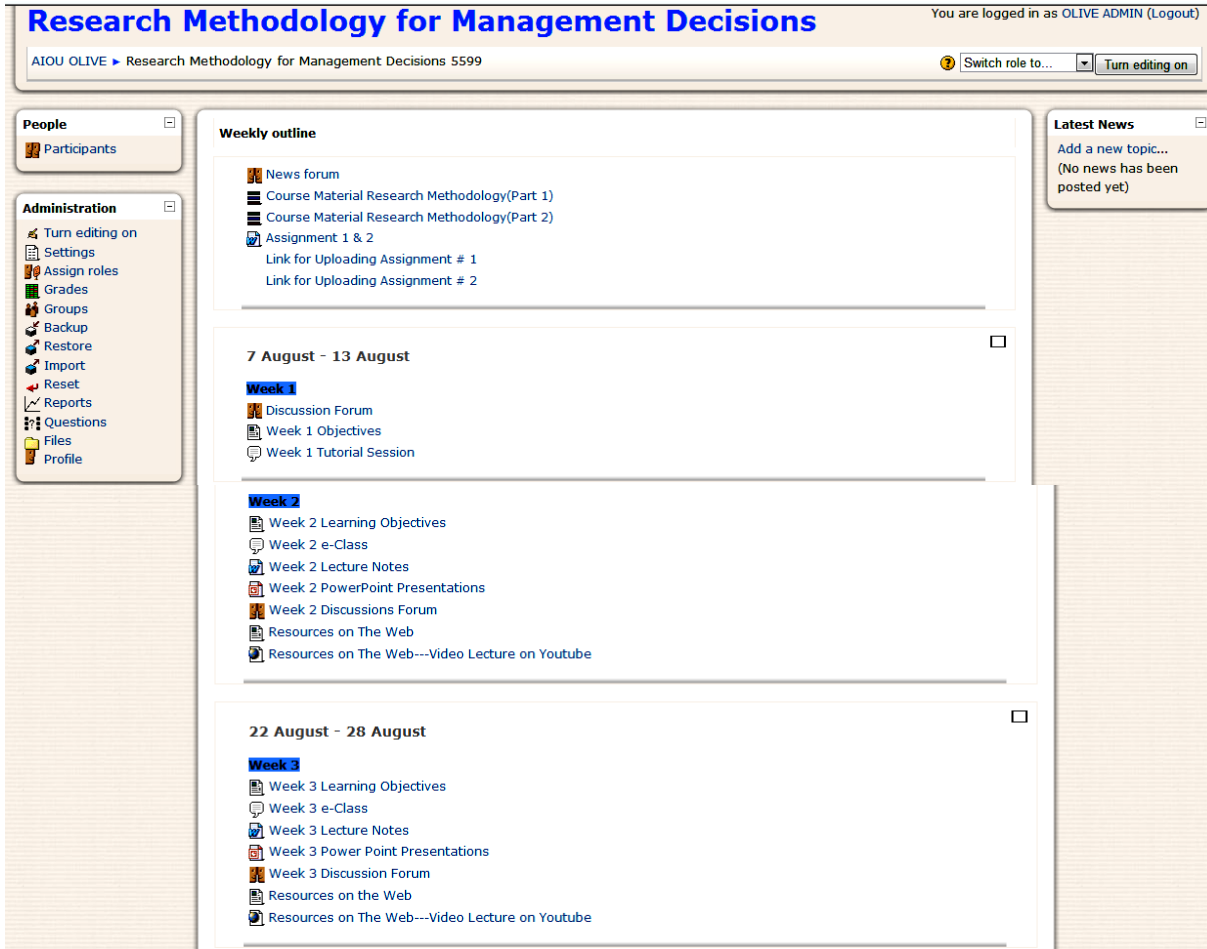 Research Methodology for Management Decisions
You are logged in as OLIVE ADMIN (Logout)
AIOU OLIVE ► Research Methodology for Management Decisions 5599
Switch role to...
Turn editing on
People
Participants
Administration
Turn editing on
Settings
Assign roles
Grades
Groups
Backup
Restore
Import
Reset
Reports
Questions
Files
Profile
Weekly outline
News forum
Course Material Research Methodology(Part 1)
Course Material Research Methodology(Part 2)
Assignment 1 & 2
Link for Uploading Assignment # 1
Link for Uploading Assignment # 2
7 August - 13 August
Week 1
Discussion Forum
Week 1 Objectives
Week 1 Tutorial Session
Week 2
Week 2 Learning Objectives
Week 2 e-Class
Week 2 Lecture Notes
Week 2 PowerPoint Presentations
Week 2 Discussions Forum
Resources on The Web
Resources on The Web---Video Lecture on Youtube
22 August - 28 August
Week 3
Week 3 Learning Objectives
Week 3 e-Class
Week 3 Lecture Notes
Week 3 Power Point Presentations
Week 3 Discussion Forum
Resources on the Web
Resources on The Web---Video Lecture on Youtube
Latest News
Add a new topic...
(No news has been
posted yet)